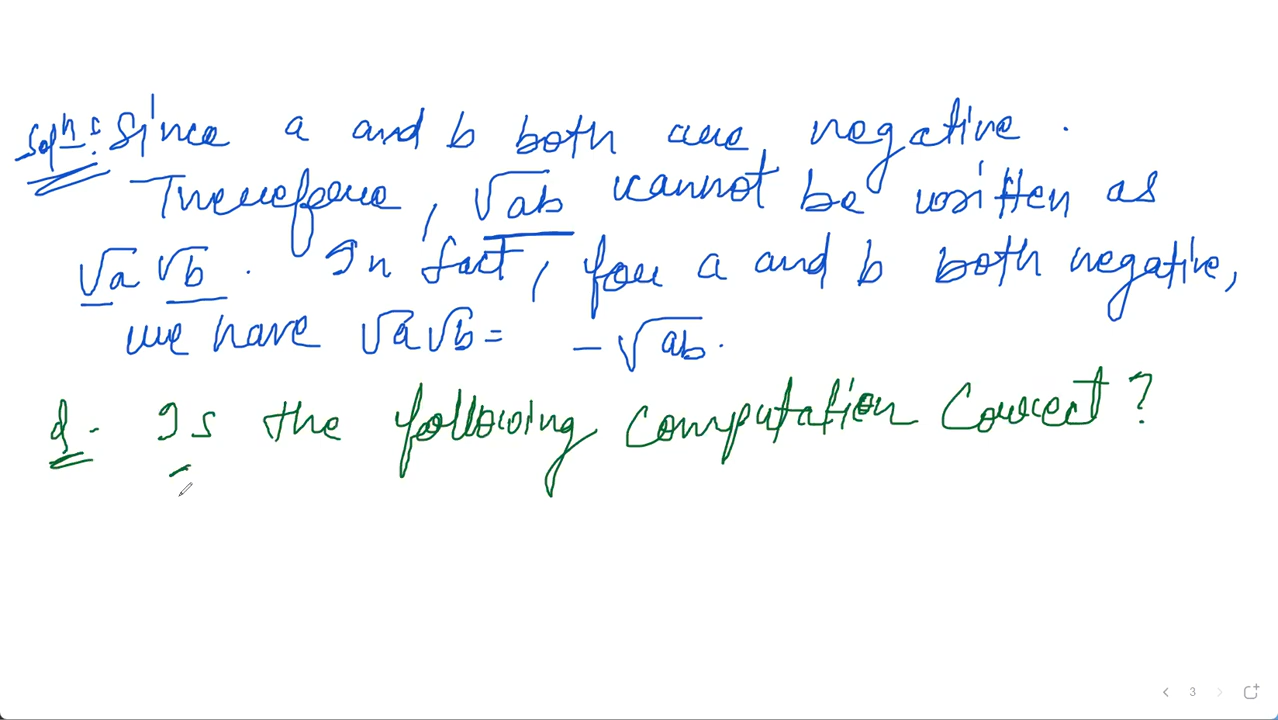 Solⁿ: Since a and b both are negative.
Therefore, √ab cannot be written as
√a √b. In fact, for a and b both negative,
we have √a √b = -√ab.
Q. Is the following computation Correct?
3